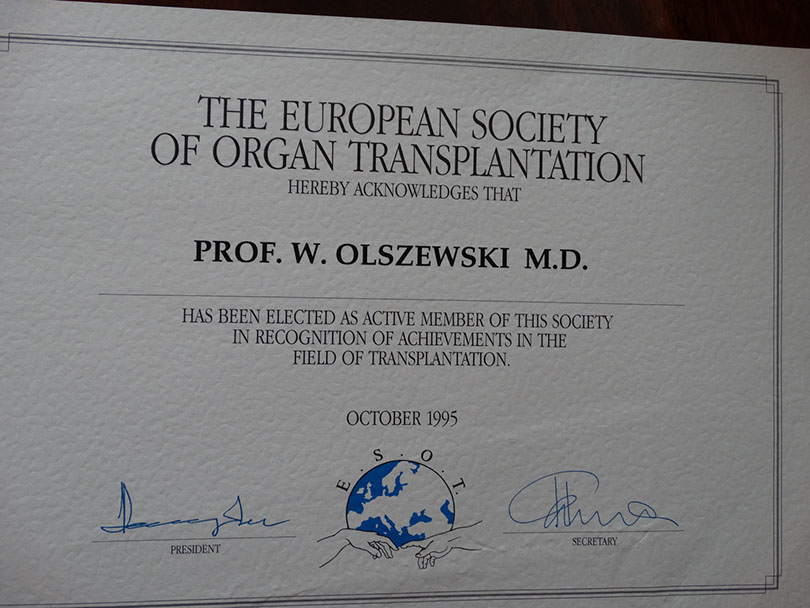 THE EUROPEAN SOCIETY
OF ORGAN TRANSPLANTATION
HEREBY ACKNOWLEDGES THAT
PROF. W. OLSZEWSKI M.D.
HAS BEEN ELECTED AS ACTIVE MEMBER OF THIS SOCIETY
IN RECOGNITION OF ACHIEVEMENTS IN THE
FIELD OF TRANSPLANTATION.
OCTOBER 1995
E. S. O. T.
PRESIDENT
SECRETARY